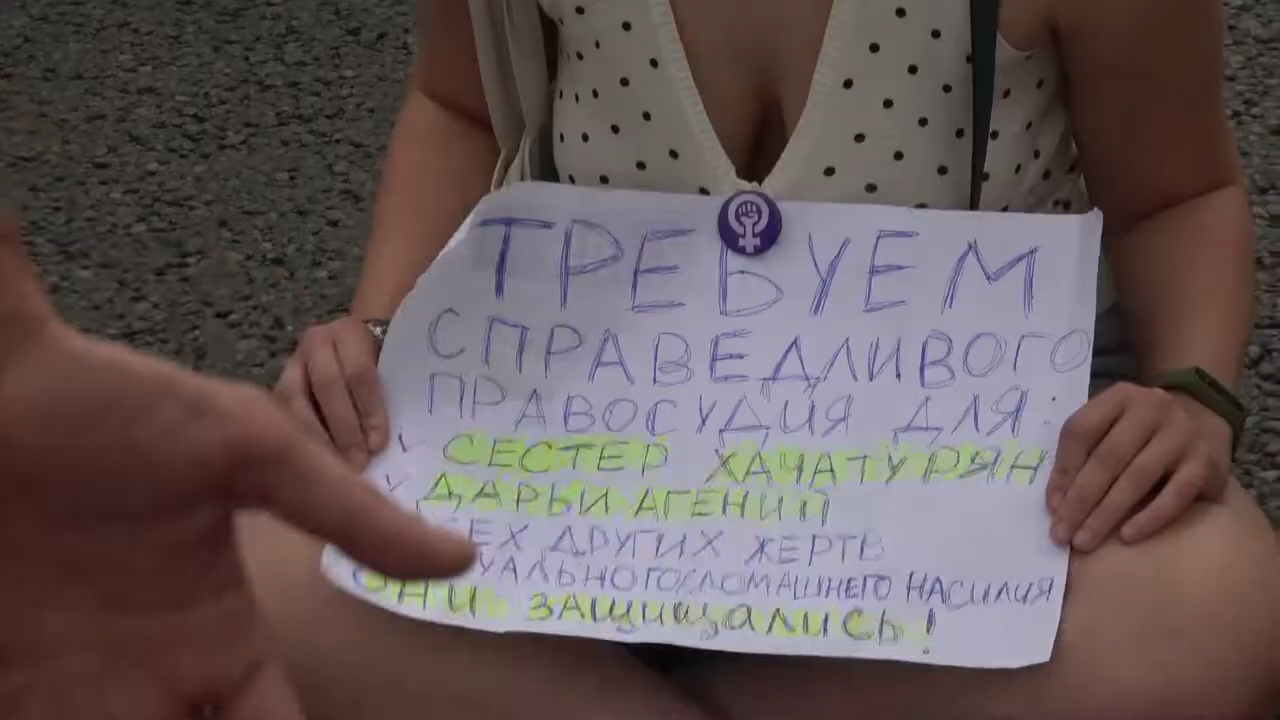 ТРЕБУЕМ
СПРАВЕДЛИВОГО
ПРАВОСУДИЯ ДЛЯ:
СЕСТЕР ХАЧАТУРЯН
ДАРЬИ АГЕНИЙ
ДРУГИХ ЖЕРТВ
ДОМАШНЕГО НАСИЛИЯ
ОНИ ЗАЩИЩАЛИСЬ!